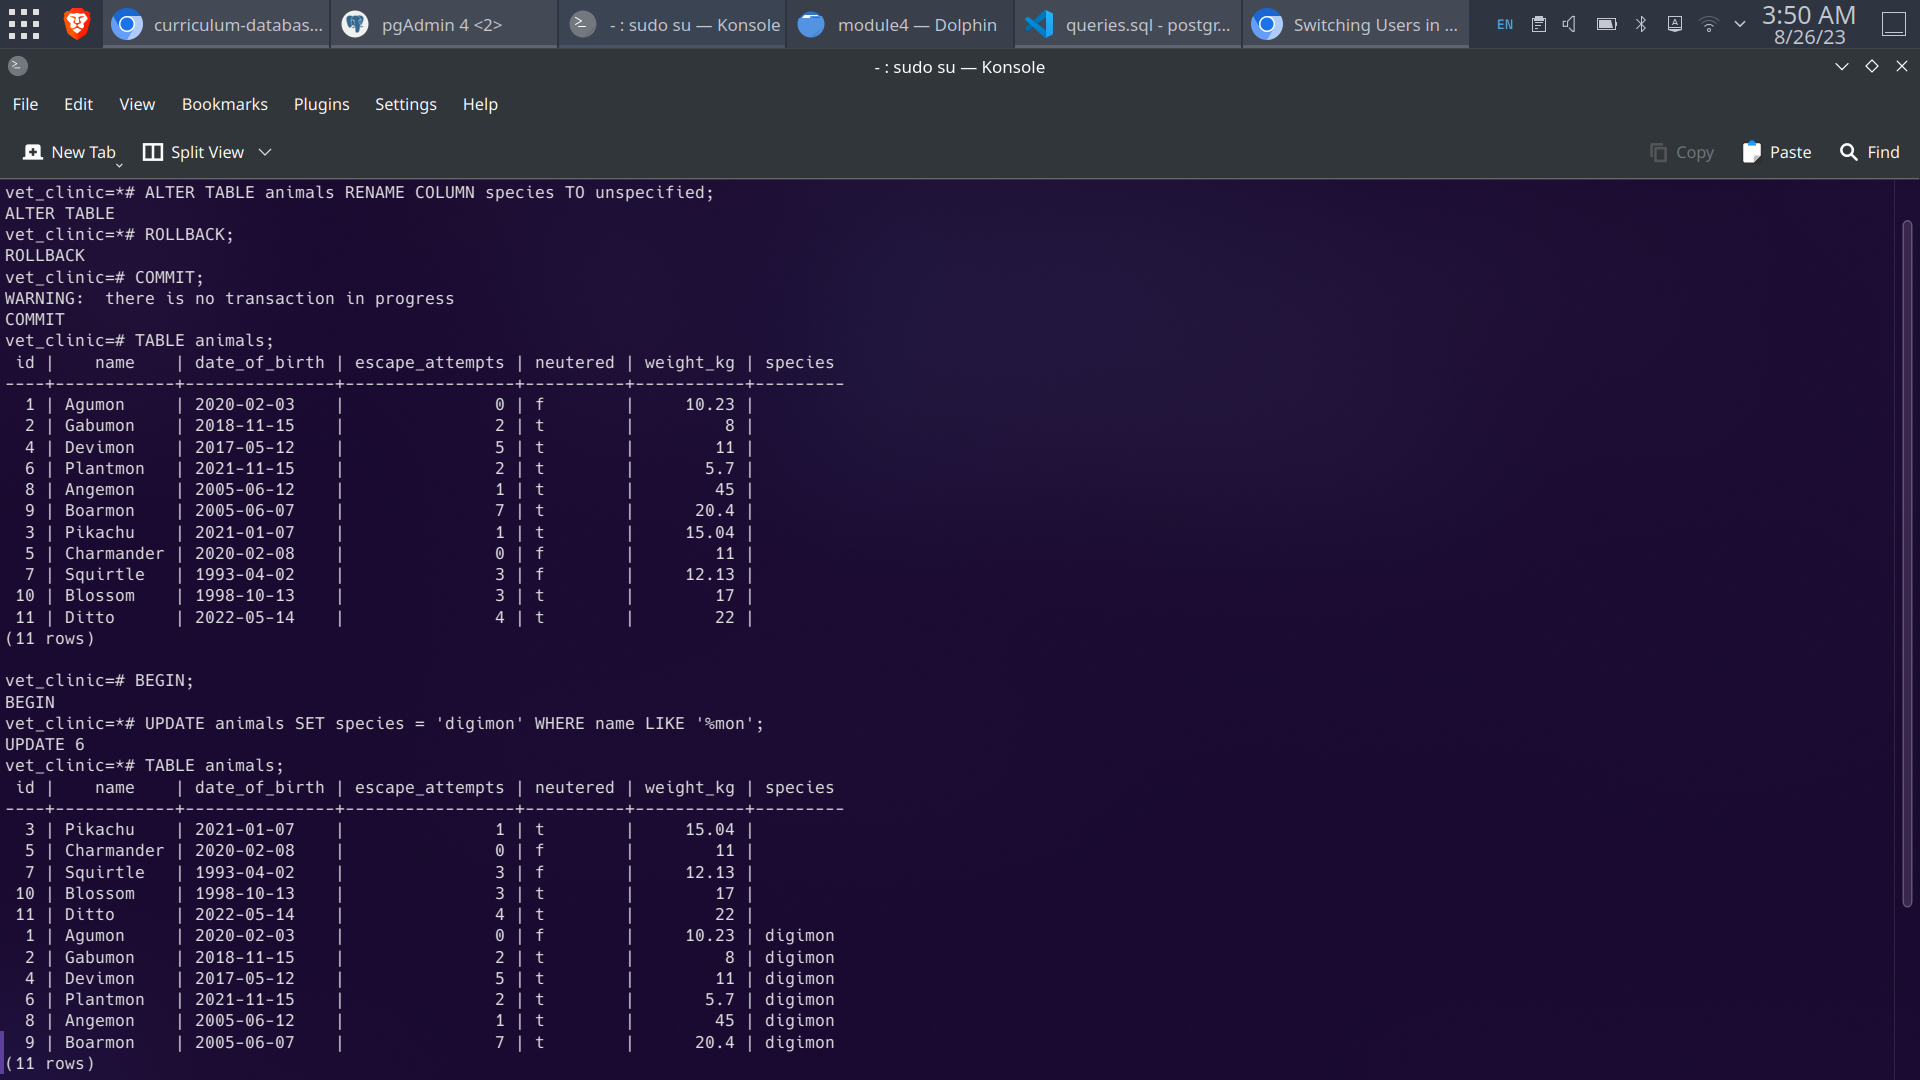 curriculum-databas...
pgAdmin 4 <2>
- : sudo su — Konsole
module4 — Dolphin
queries.sql - postgr...
Switching Users in ...
EN
3:50 AM
8/26/23
- : sudo su — Konsole
File Edit View Bookmarks Plugins Settings Help
New Tab Split View Copy Paste Find
vet_clinic=*# ALTER TABLE animals RENAME COLUMN species TO unspecified;
ALTER TABLE
vet_clinic=*# ROLLBACK;
ROLLBACK
vet_clinic=# COMMIT;
WARNING:  there is no transaction in progress
COMMIT
vet_clinic=# TABLE animals;
 id |    name    | date_of_birth | escape_attempts | neutered | weight_kg | species
----+------------+---------------+-----------------+----------+-----------+---------
  1 | Agumon     | 2020-02-03    |               0 | f        |     10.23 |
  2 | Gabumon    | 2018-11-15    |               2 | t        |         8 |
  4 | Devimon    | 2017-05-12    |               5 | t        |        11 |
  6 | Plantmon   | 2021-11-15    |               2 | t        |       5.7 |
  8 | Angemon    | 2005-06-12    |               1 | t        |        45 |
  9 | Boarmon    | 2005-06-07    |               7 | t        |      20.4 |
  3 | Pikachu    | 2021-01-07    |               1 | t        |     15.04 |
  5 | Charmander | 2020-02-08    |               0 | f        |        11 |
  7 | Squirtle   | 1993-04-02    |               3 | f        |     12.13 |
 10 | Blossom    | 1998-10-13    |               3 | t        |        17 |
 11 | Ditto      | 2022-05-14    |               4 | t        |        22 |
(11 rows)
vet_clinic=# BEGIN;
BEGIN
vet_clinic=*# UPDATE animals SET species = 'digimon' WHERE name LIKE '%mon';
UPDATE 6
vet_clinic=*# TABLE animals;
 id |    name    | date_of_birth | escape_attempts | neutered | weight_kg | species
----+------------+---------------+-----------------+----------+-----------+---------
  3 | Pikachu    | 2021-01-07    |               1 | t        |     15.04 |
  5 | Charmander | 2020-02-08    |               0 | f        |        11 |
  7 | Squirtle   | 1993-04-02    |               3 | f        |     12.13 |
 10 | Blossom    | 1998-10-13    |               3 | t        |        17 |
 11 | Ditto      | 2022-05-14    |               4 | t        |        22 |
  1 | Agumon     | 2020-02-03    |               0 | f        |     10.23 | digimon
  2 | Gabumon    | 2018-11-15    |               2 | t        |         8 | digimon
  4 | Devimon    | 2017-05-12    |               5 | t        |        11 | digimon
  6 | Plantmon   | 2021-11-15    |               2 | t        |       5.7 | digimon
  8 | Angemon    | 2005-06-12    |               1 | t        |        45 | digimon
  9 | Boarmon    | 2005-06-07    |               7 | t        |      20.4 | digimon
(11 rows)